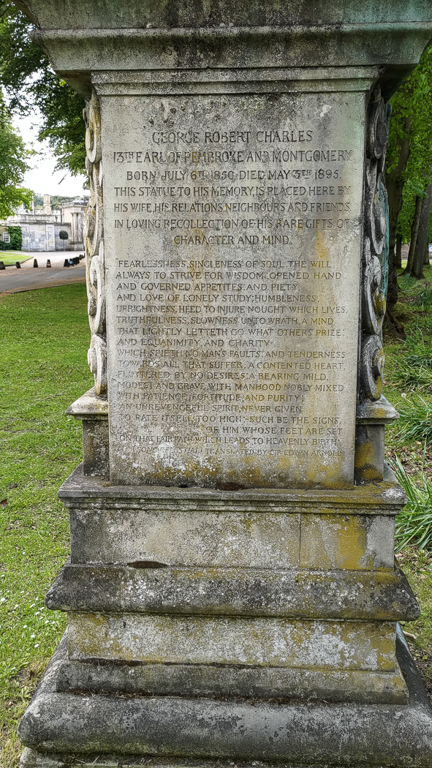 GEORGE ROBERT CHARLES
13TH EARL OF PEMBROKE AND MONTGOMERY
BORN JULY 6TH 1850, DIED MAY 3RD 1895.
THIS STATUE TO HIS MEMORY, IS PLACED HERE BY
HIS WIFE, HIS RELATIONS, NEIGHBOURS AND FRIENDS
IN LOVING RECOLLECTION OF HIS RARE GIFTS OF
CHARACTER AND MIND.
FEARLESSNESS, SINGLENESS OF SOUL, THE WILL
ALWAYS TO STRIVE FOR WISDOM; OPENED HAND
AND GOVERNED APPETITES; AND PIETY
AND LOVE OF LONELY STUDY; HUMBLENESS,
UPRIGHTNESS, HEED TO INJURE NOUGHT WHICH LIVES,
TRUTHFULNESS, SLOWNESS UNTO WRATH, A MIND
THAT LIGHTLY LETTETH GO WHAT OTHERS PRIZE;
AND EQUANIMITY, AND CHARITY
WHICH SPIETH NO MAN'S FAULTS; AND TENDERNESS
TOWARDS ALL THAT SUFFER; A CONTENTED HEART,
FLUTTERED BY NO DESIRES; A BEARING MILD,
MODEST AND GRAVE, WITH MANHOOD NOBLY MIXED
WITH PATIENCE, FORTITUDE, AND PURITY;
AN UNREVENGEFUL SPIRIT, NEVER GIVEN
TO RATE ITSELF TOO HIGH;—SUCH BE THE SIGNS,
OF HIM WHOSE FEET ARE SET
ON THAT FAIR PATH WHICH LEADS TO HEAVENLY BIRTH.
TRANSLATED BY SIR EDWIN ARNOLD